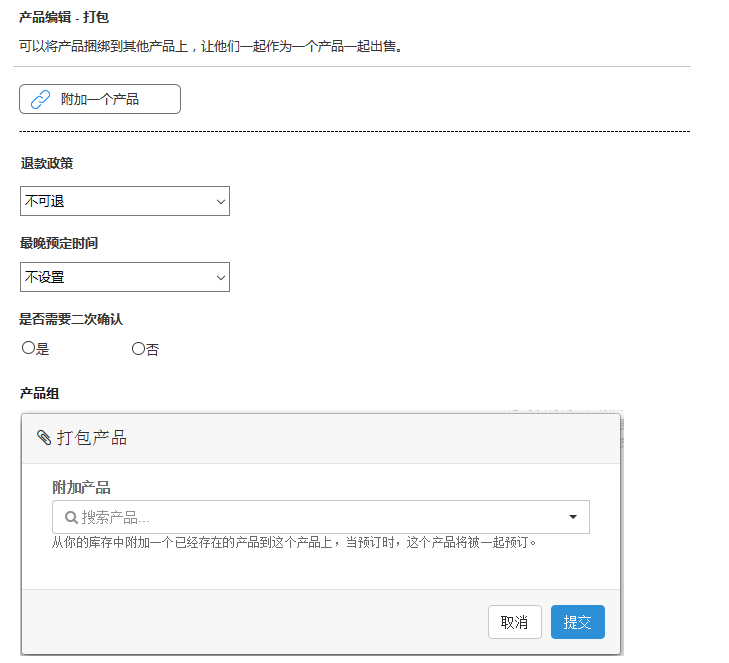 产品编辑 - 打包
可以将产品捆绑到其他产品上，让他们一起作为一个产品一起出售。
附加一个产品
退款政策
不可退
最晚预定时间
不设置
是否需要二次确认
是 否
产品组
打包产品
附加产品
搜索产品...
从你的库存中附加一个已经存在的产品到这个产品上，当预订时，这个产品将被一起预订。
取消 提交